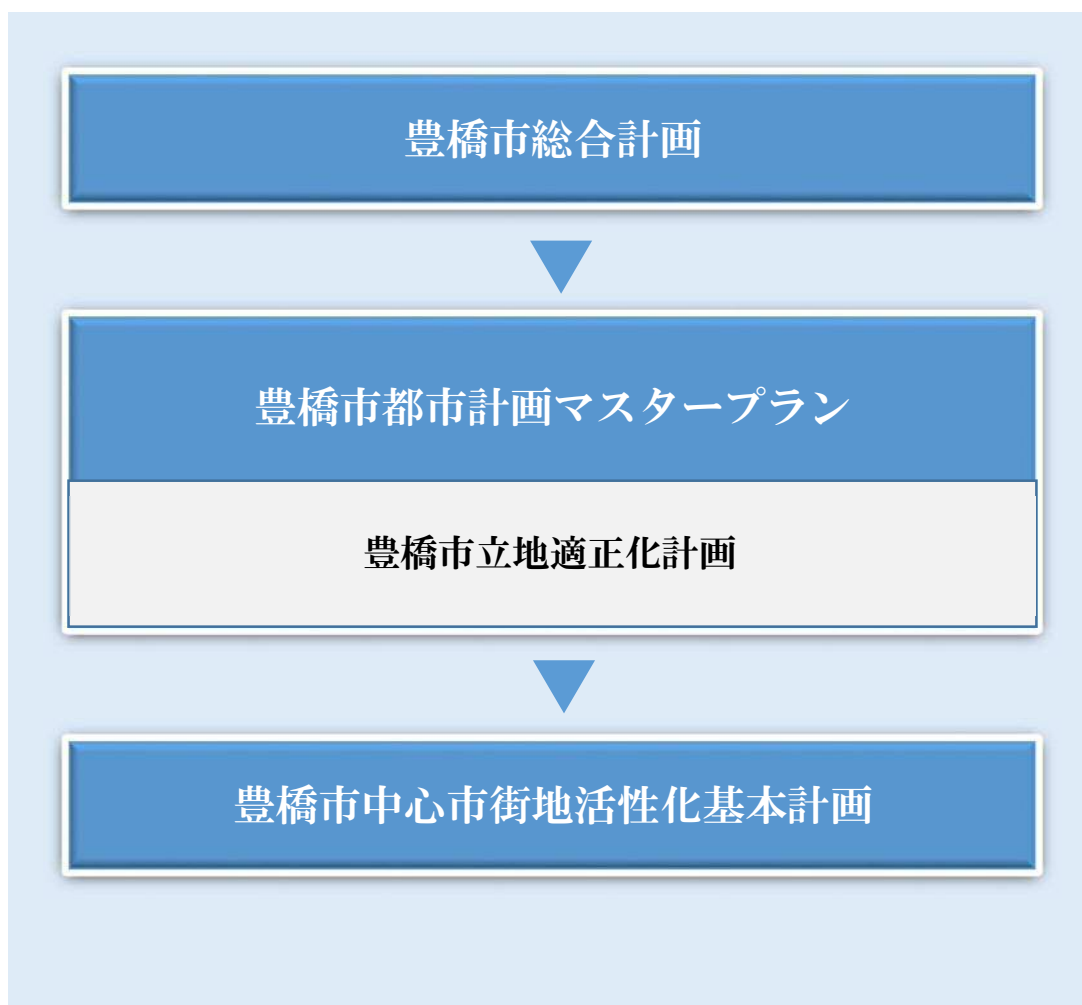 豊橋市総合計画
豊橋市都市計画マスタープラン
豊橋市立地適正化計画
豊橋市中心市街地活性化基本計画